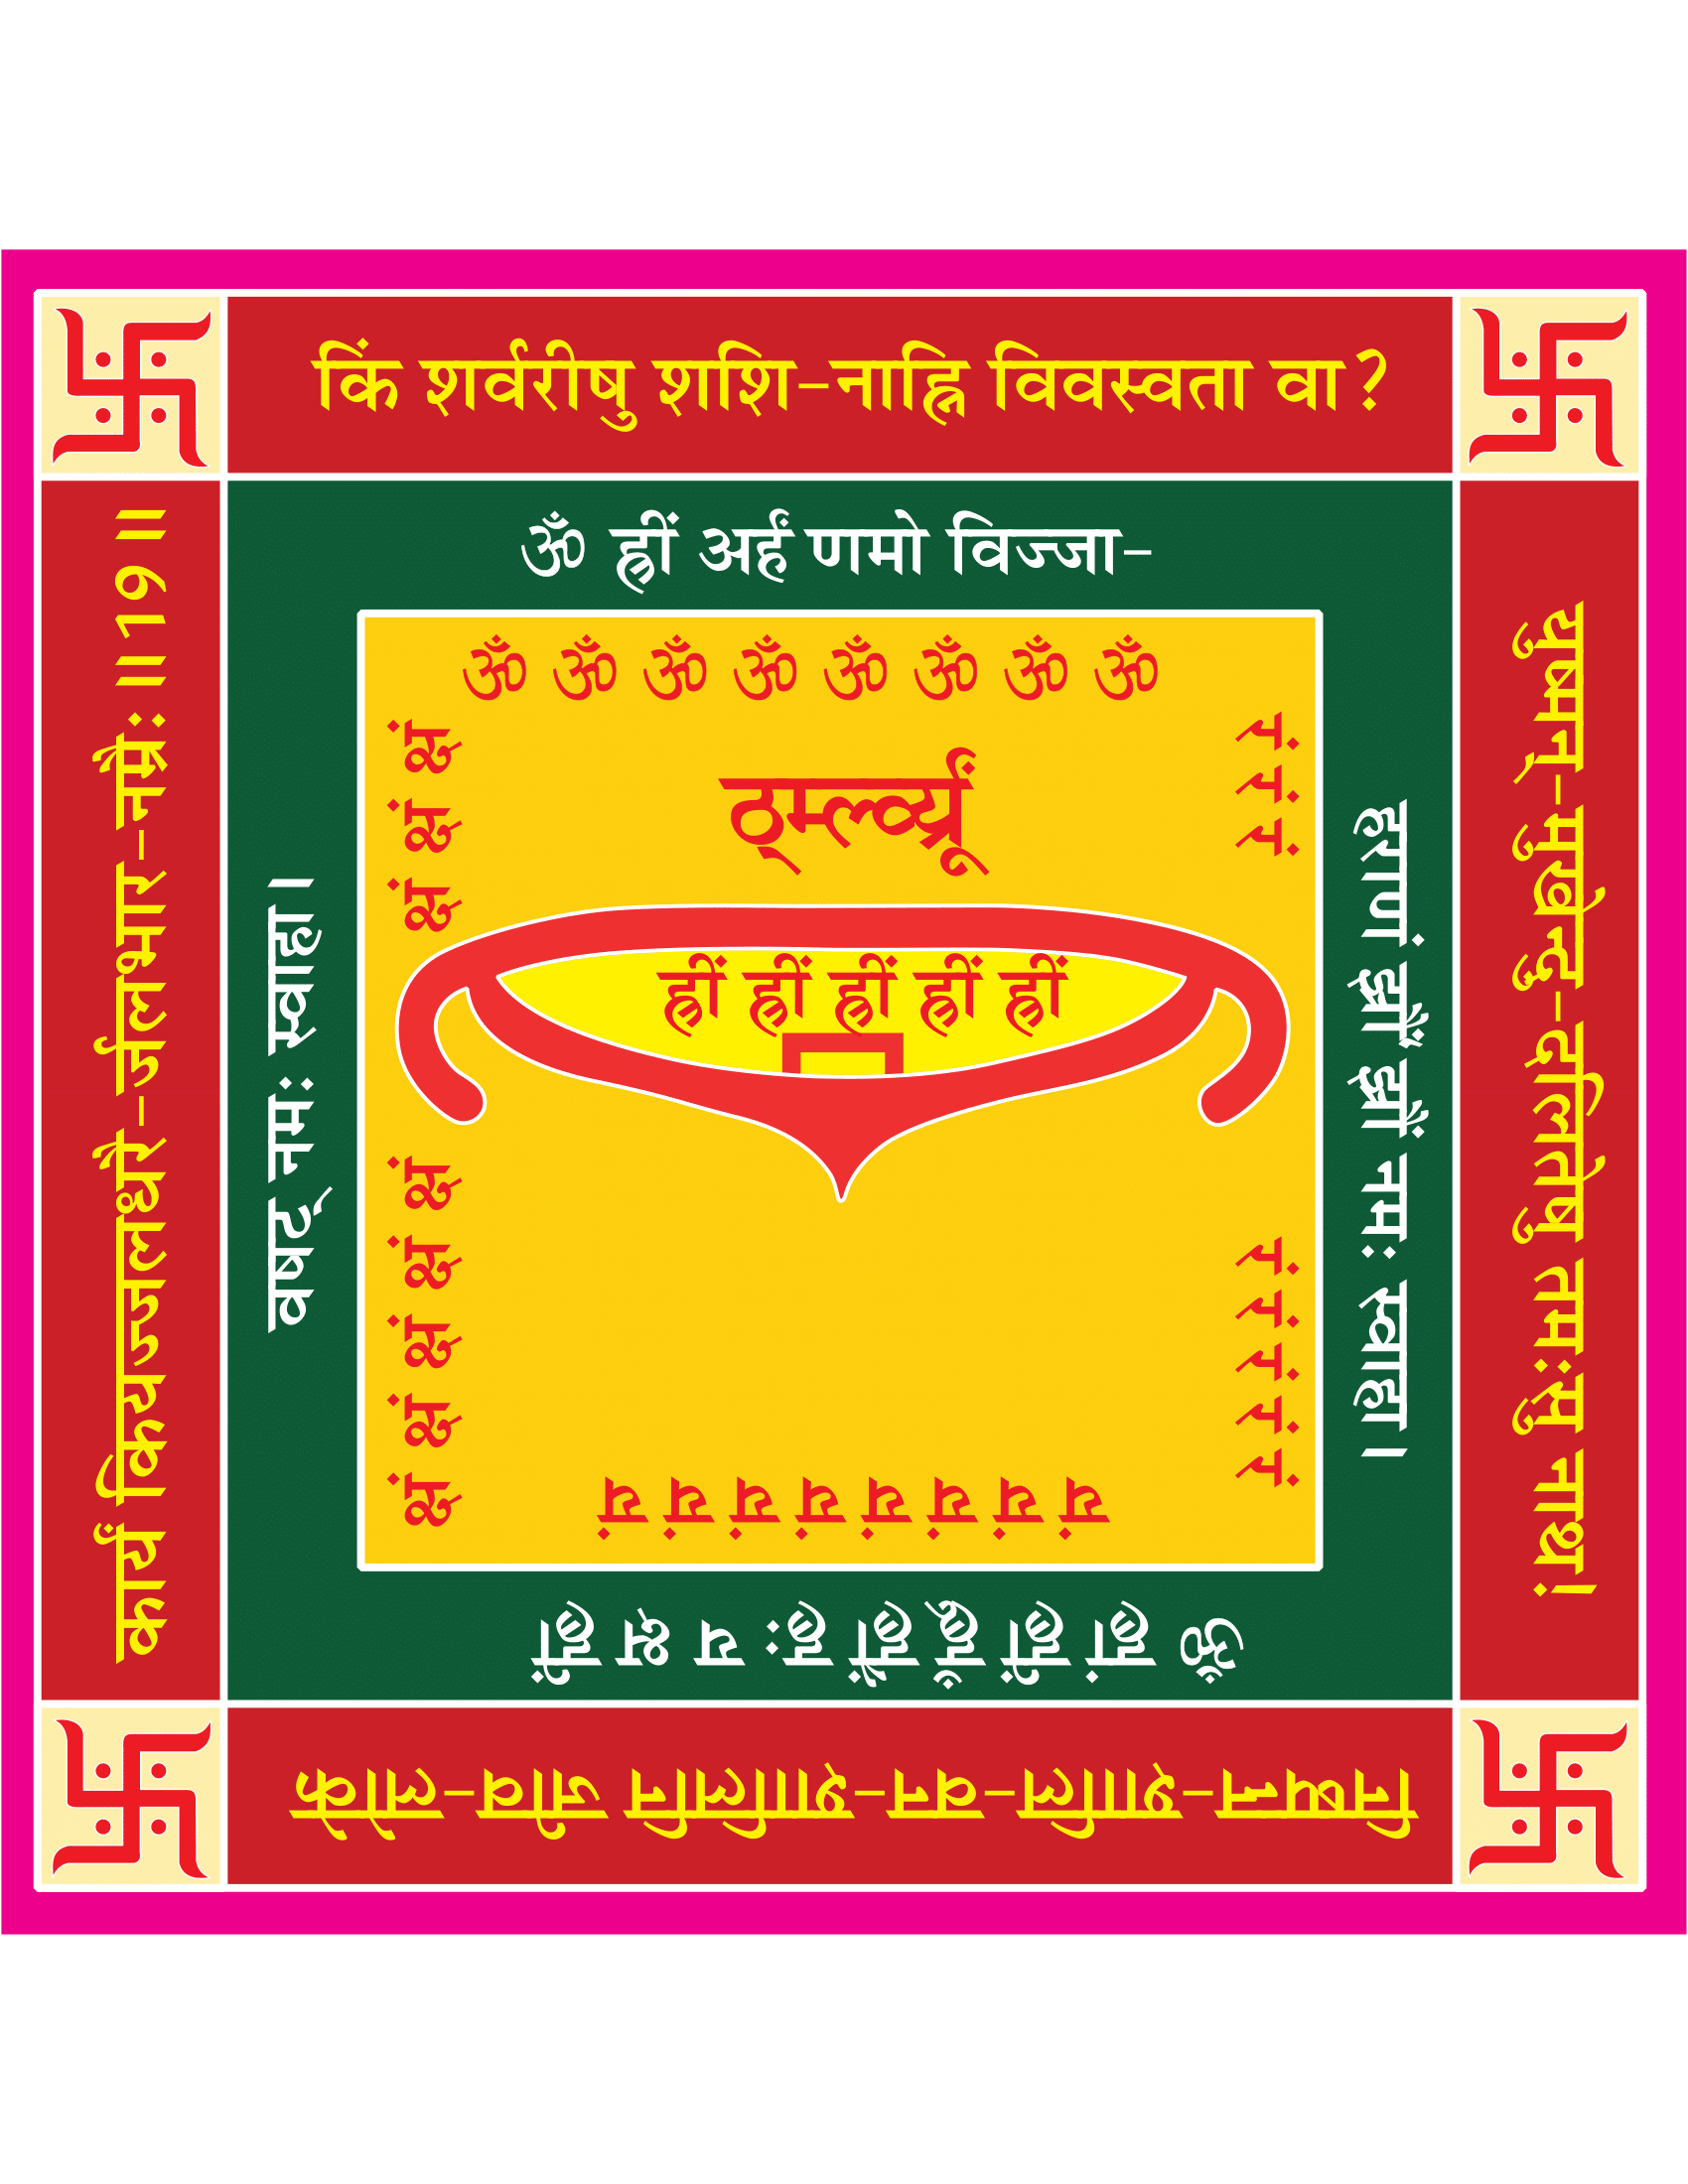 किं शर्वरीषु शशि-नाह्नि विवस्वता वा?
युष्मन्-मुखेन्दु-दलितेषु तमःसु नाथ!
निष्पन्न-शालि-वन-शालिनि जीव-लोके
कार्यं कियज्जलधरै-र्जलभार-नम्रैः॥19॥
ॐ ह्रीं अर्हं णमो विज्जा-
हराणं नमः स्वाहा।
ॐ ह्रां ह्रीं ह्रूं ह्रौं ह्रः य क्ष ह्रीं
वषट् नमः स्वाहा।
ॐ ॐ ॐ ॐ ॐ ॐ ॐ ॐ
रं रं रं रं रं रं रं रं
यं यं यं यं यं यं यं यं
क्षं क्षं क्षं क्षं क्षं क्षं क्षं क्षं
ठ्म्ल्व्र्यूं
ह्रीं ह्रीं ह्रीं ह्रीं ह्रीं